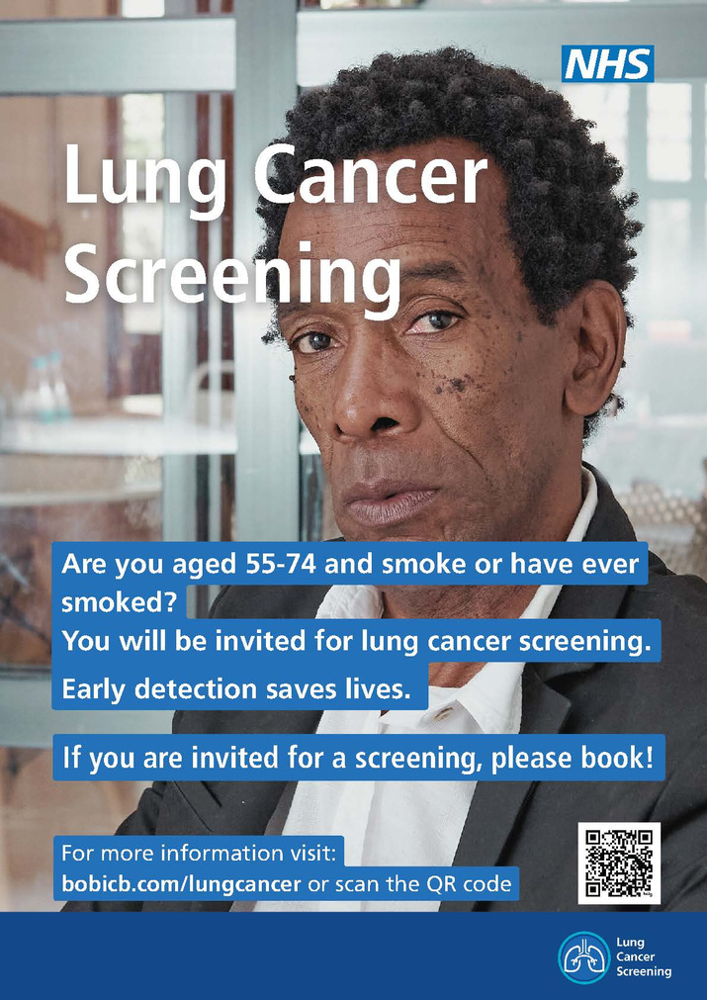 NHS
Lung Cancer
Screening
Are you aged 55-74 and smoke or have ever
smoked?
You will be invited for lung cancer screening.
Early detection saves lives.
If you are invited for a screening, please book!
For more information visit:
bobicb.com/lungcancer or scan the QR code
Lung
Cancer
Screening